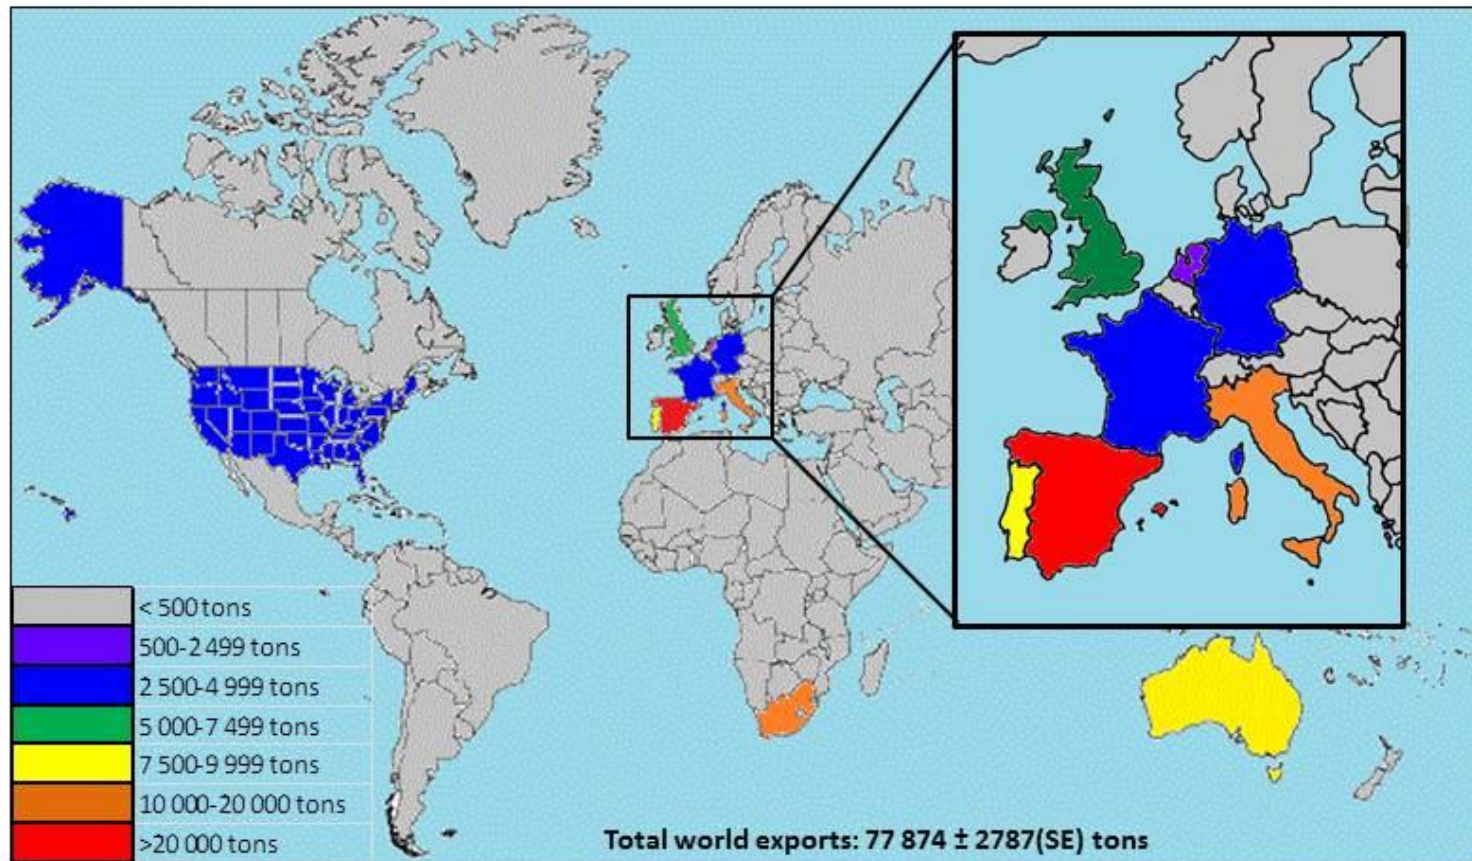 < 500 tons
500-2 499 tons
2 500-4 999 tons
5 000-7 499 tons
7 500-9 999 tons
10 000-20 000 tons
>20 000 tons
Total world exports: 77 874 ± 2787(SE) tons